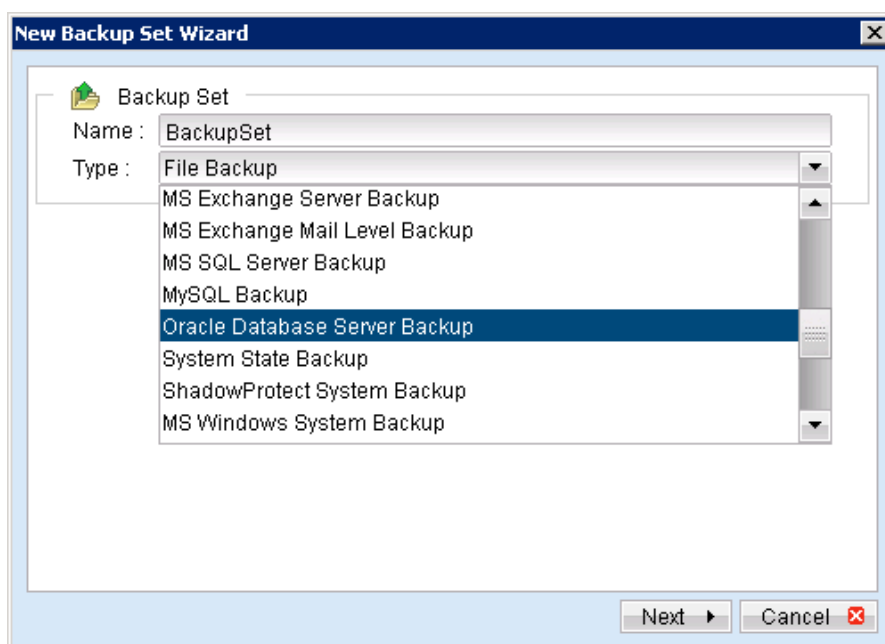 New Backup Set Wizard
Backup Set
Name : BackupSet
Type : File Backup
MS Exchange Server Backup
MS Exchange Mail Level Backup
MS SQL Server Backup
MySQL Backup
Oracle Database Server Backup
System State Backup
ShadowProtect System Backup
MS Windows System Backup
Next Cancel